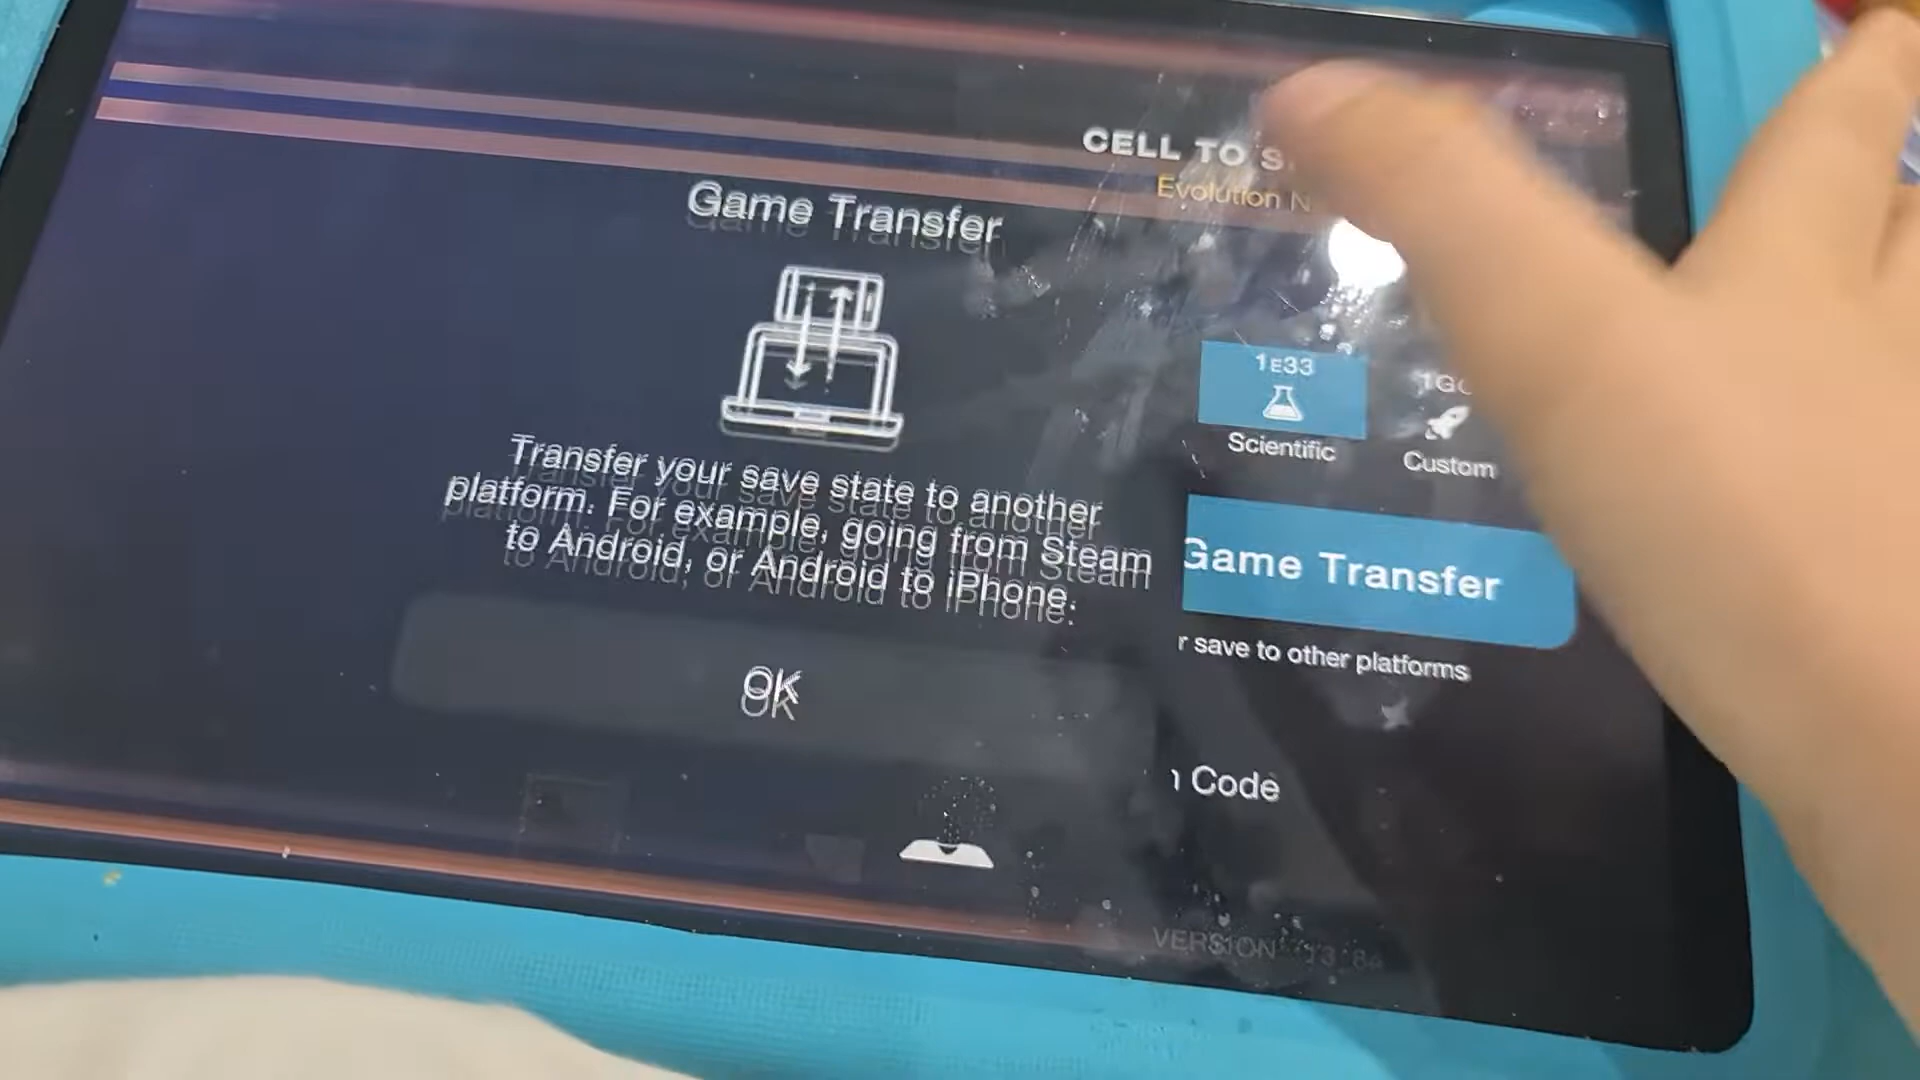 CELL TO S
Evolution N
Game Transfer
Transfer your save state to another
platform. For example, going from Steam
to Android, or Android to iPhone.
OK
1E33
Scientific
Custom
Game Transfer
r save to other platforms
Code
VERSION